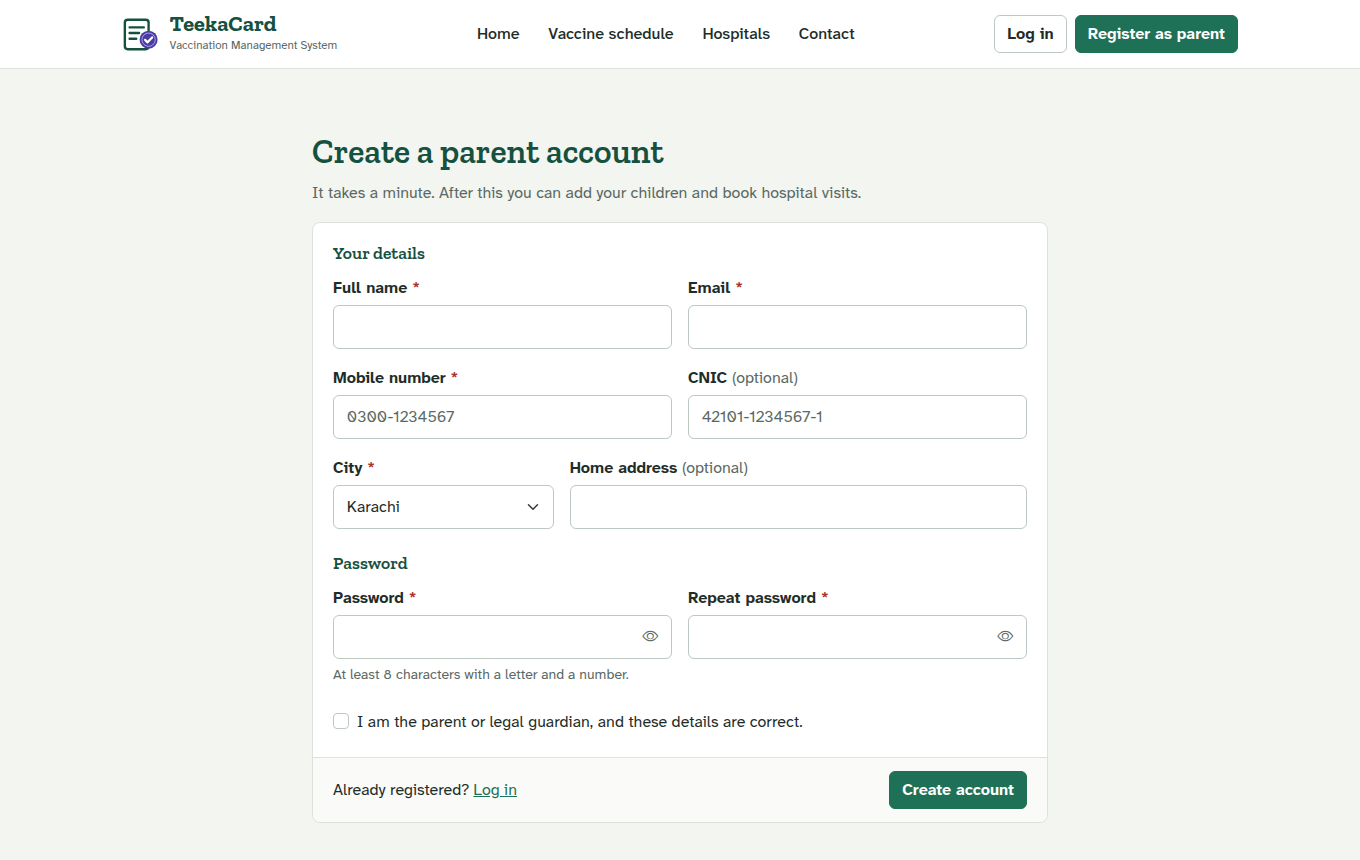 TeekaCard
Vaccination Management System
Home Vaccine schedule Hospitals Contact
Log in Register as parent
Create a parent account
It takes a minute. After this you can add your children and book hospital visits.
Your details
Full name * Email *
Mobile number * CNIC (optional)
0300-1234567 42101-1234567-1
City * Home address (optional)
Karachi
Password
Password * Repeat password *
At least 8 characters with a letter and a number.
I am the parent or legal guardian, and these details are correct.
Already registered? Log in Create account